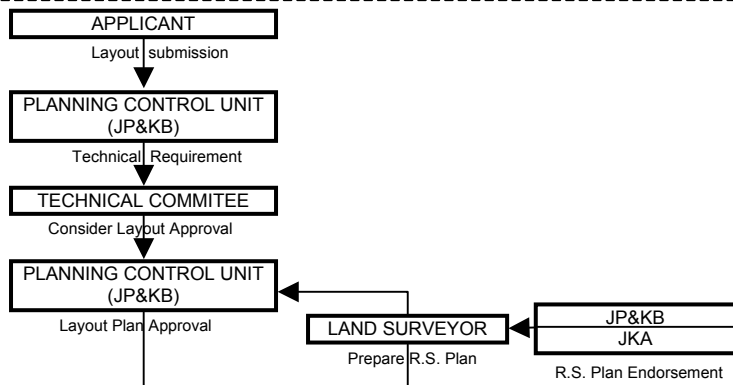 APPLICANT
Layout submission
PLANNING CONTROL UNIT
(JP&KB)
Technical Requirement
TECHNICAL COMMITEE
Consider Layout Approval
PLANNING CONTROL UNIT
(JP&KB)
Layout Plan Approval
LAND SURVEYOR
Prepare R.S. Plan
JP&KB
JKA
R.S. Plan Endorsement